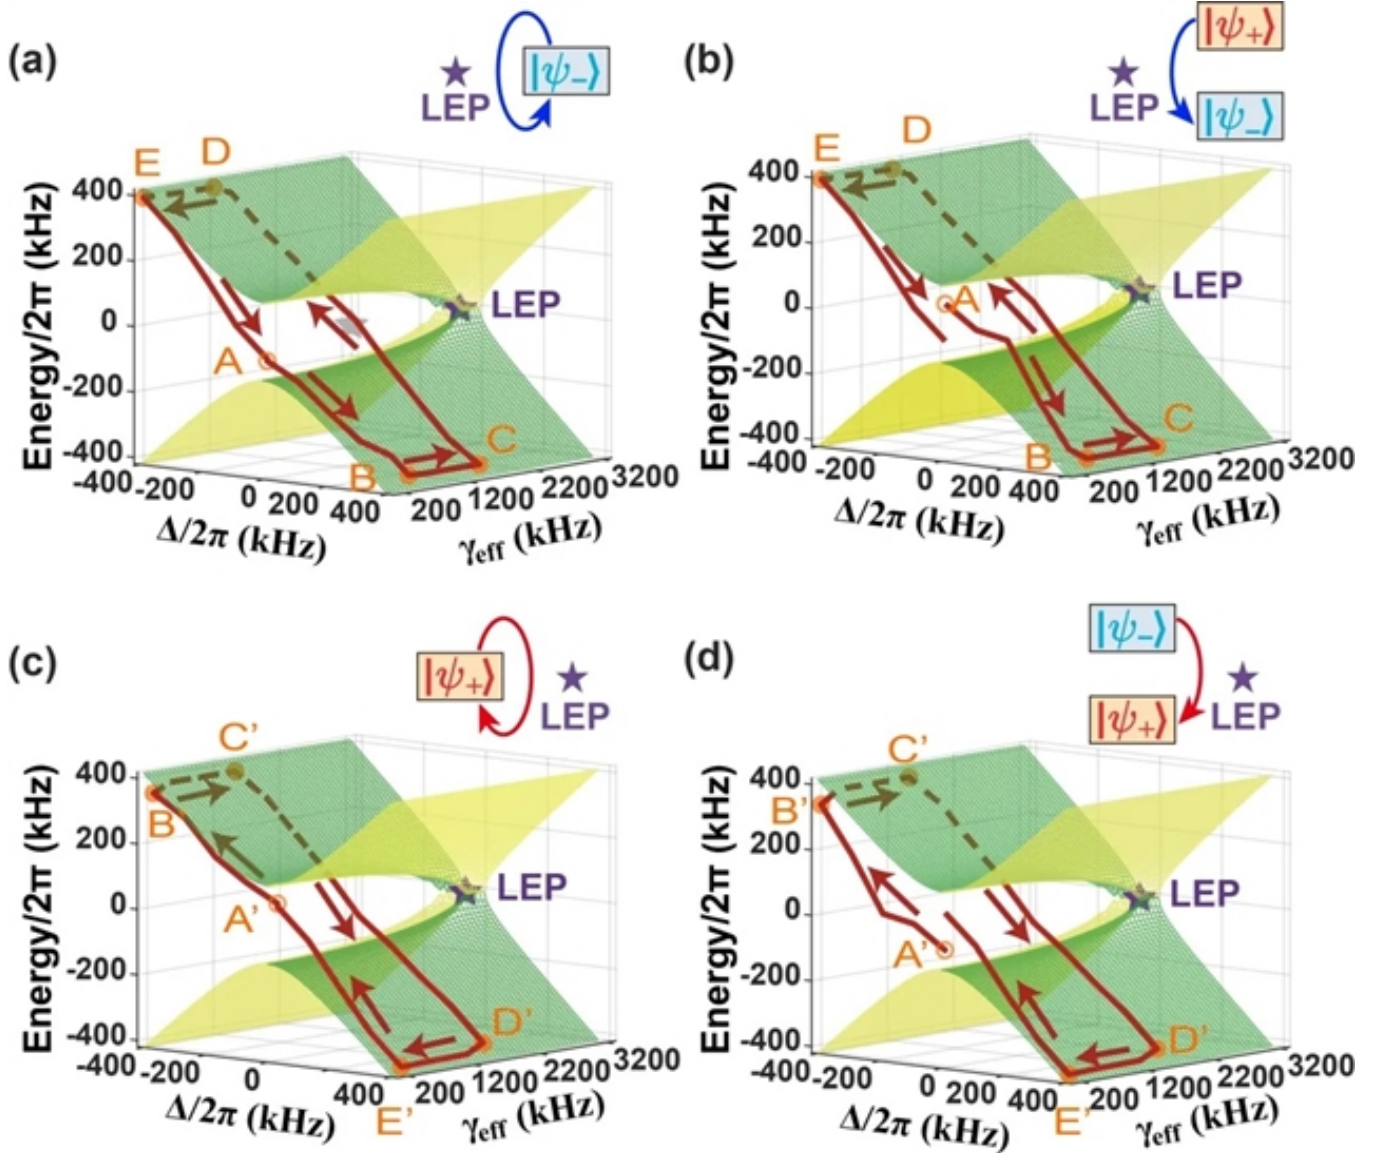 (a)
|ψ₋⟩
LEP
E
D
Energy/2π (kHz)
400
200
0
-200
-400
LEP
A
B
C
-400
-200
0
200
400
200
1200
2200
3200
Δ/2π (kHz)
γeff (kHz)
(b)
|ψ₊⟩
LEP
|ψ₋⟩
E
D
Energy/2π (kHz)
400
200
0
-200
-400
A
LEP
B
C
-400
-200
0
200
400
200
1200
2200
3200
Δ/2π (kHz)
γeff (kHz)
(c)
|ψ₊⟩
LEP
C’
Energy/2π (kHz)
400
200
0
-200
-400
B
A’
LEP
D’
E’
-400
-200
0
400
200
1200
2200
3200
Δ/2π (kHz)
γeff (kHz)
(d)
|ψ₋⟩
|ψ₊⟩
LEP
C’
Energy/2π (kHz)
400
200
0
-200
-400
B’
A’
LEP
D’
E’
-400
-200
0
200
400
200
1200
2200
3200
Δ/2π (kHz)
γeff (kHz)